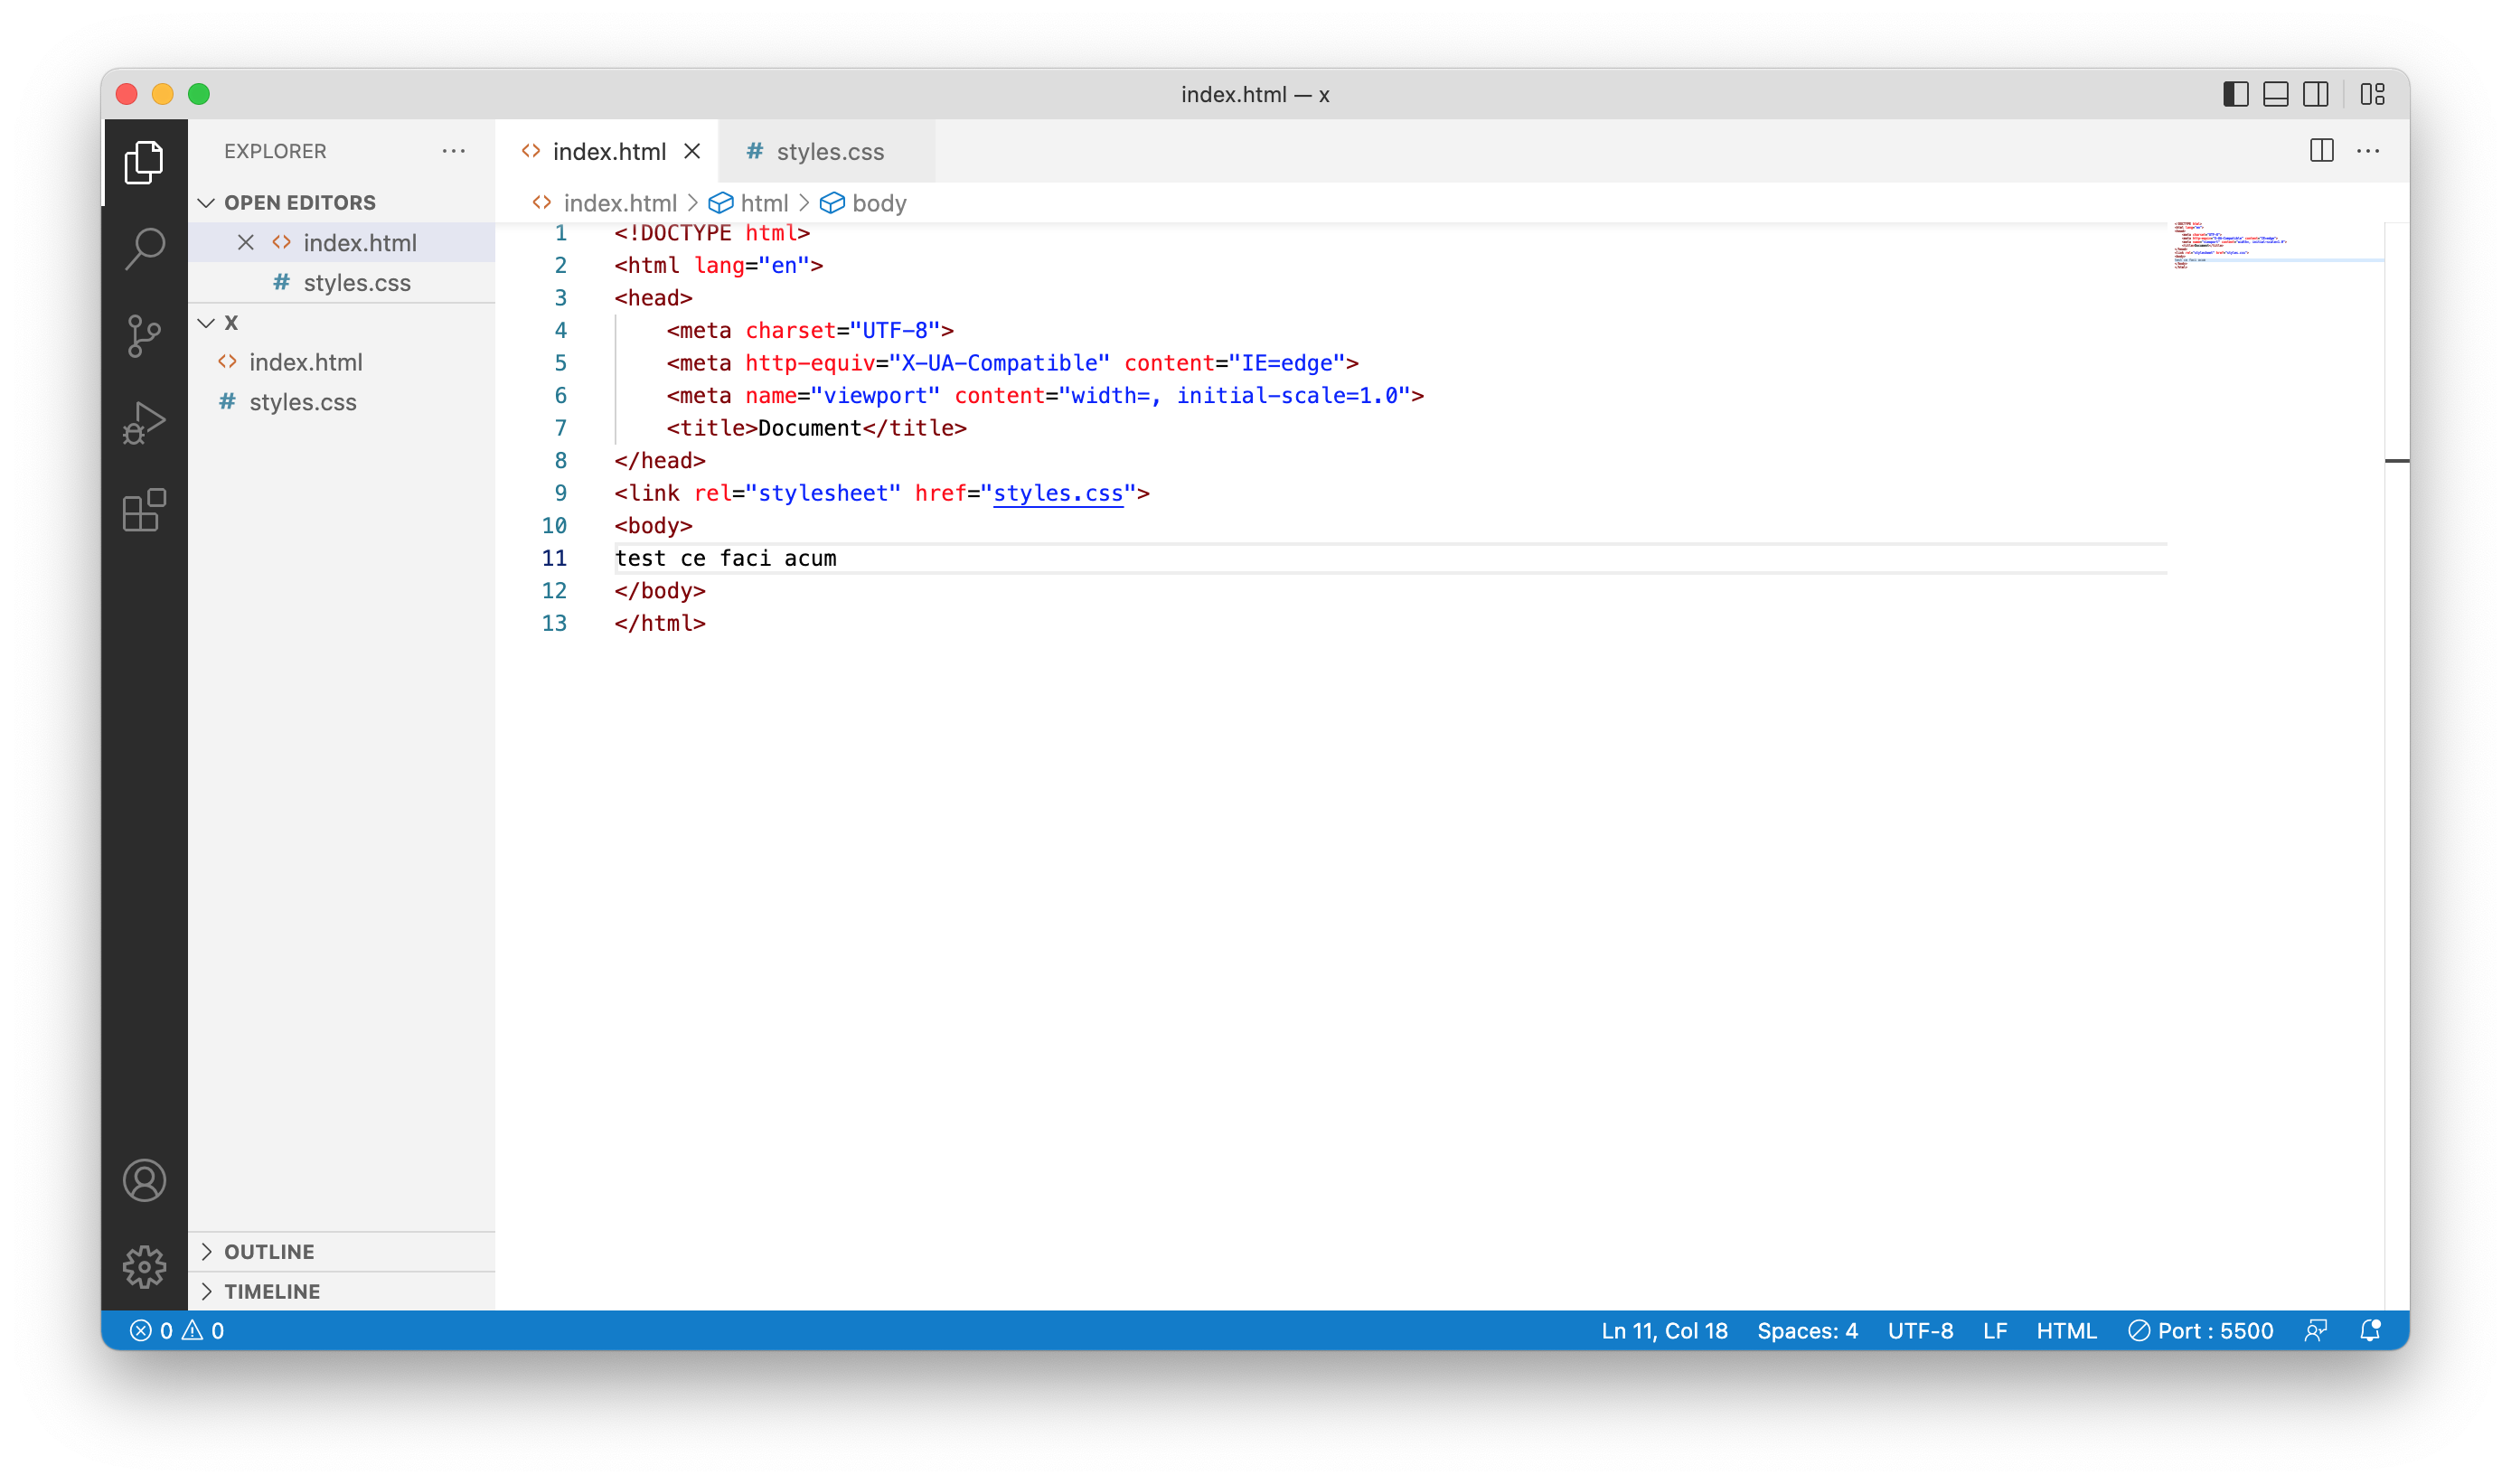 index.html — x
EXPLORER
OPEN EDITORS
index.html
styles.css
X
index.html
styles.css
OUTLINE
TIMELINE
index.html
styles.css
index.html > html > body
1 <!DOCTYPE html>
2 <html lang="en">
3 <head>
4 <meta charset="UTF-8">
5 <meta http-equiv="X-UA-Compatible" content="IE=edge">
6 <meta name="viewport" content="width=, initial-scale=1.0">
7 <title>Document</title>
8 </head>
9 <link rel="stylesheet" href="styles.css">
10 <body>
11 test ce faci acum
12 </body>
13 </html>
0 0
Ln 11, Col 18 Spaces: 4 UTF-8 LF HTML Port : 5500